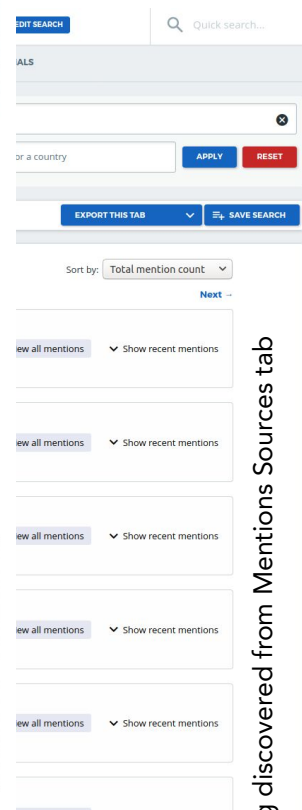 EDIT SEARCH
Quick search...
ALS
or a country
APPLY
RESET
EXPORT THIS TAB
SAVE SEARCH
Sort by: Total mention count
Next →
ew all mentions Show recent mentions
ew all mentions Show recent mentions
ew all mentions Show recent mentions
ew all mentions Show recent mentions
ew all mentions Show recent mentions
g discovered from Mentions Sources tab